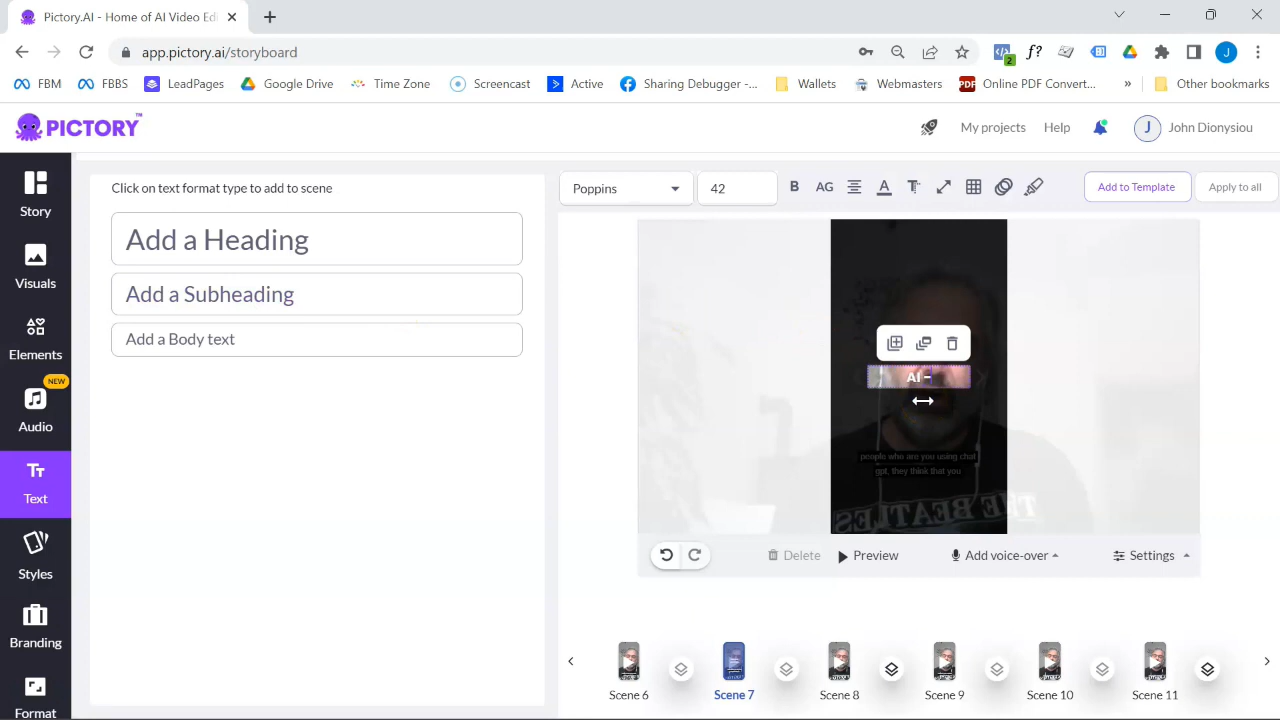 Pictory.AI - Home of AI Video Edi
app.pictory.ai/storyboard
f?
2
J
FBM
FBBS
LeadPages
Google Drive
Time Zone
Screencast
Active
Sharing Debugger -...
Wallets
Webmasters
PDF
Online PDF Convert...
»
Other bookmarks
PICTORY™
My projects
Help
J
John Dionysiou
Story
Visuals
Elements
NEW
Audio
Text
Styles
Branding
Format
Click on text format type to add to scene
Add a Heading
Add a Subheading
Add a Body text
Poppins
42
B
AG
A
Add to Template
Apply to all
AI –
people who are you using chat
gpt, they think that you
THE BEATLES
Delete
Preview
Add voice-over
Settings
Scene 6
Scene 7
Scene 8
Scene 9
Scene 10
Scene 11